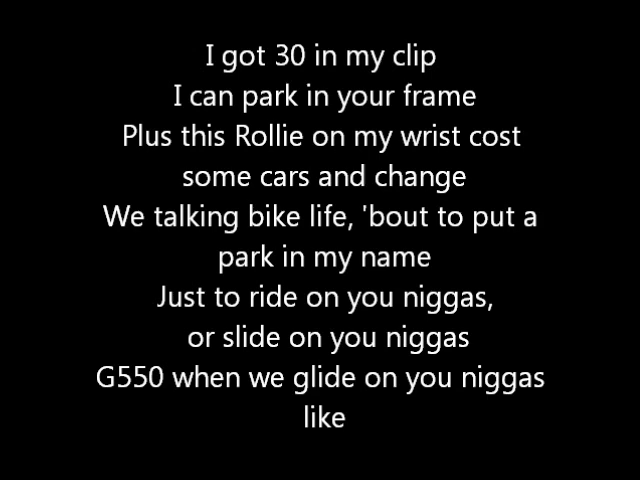 I got 30 in my clip
I can park in your frame
Plus this Rollie on my wrist cost
some cars and change
We talking bike life, 'bout to put a
park in my name
Just to ride on you niggas,
or slide on you niggas
G550 when we glide on you niggas
like